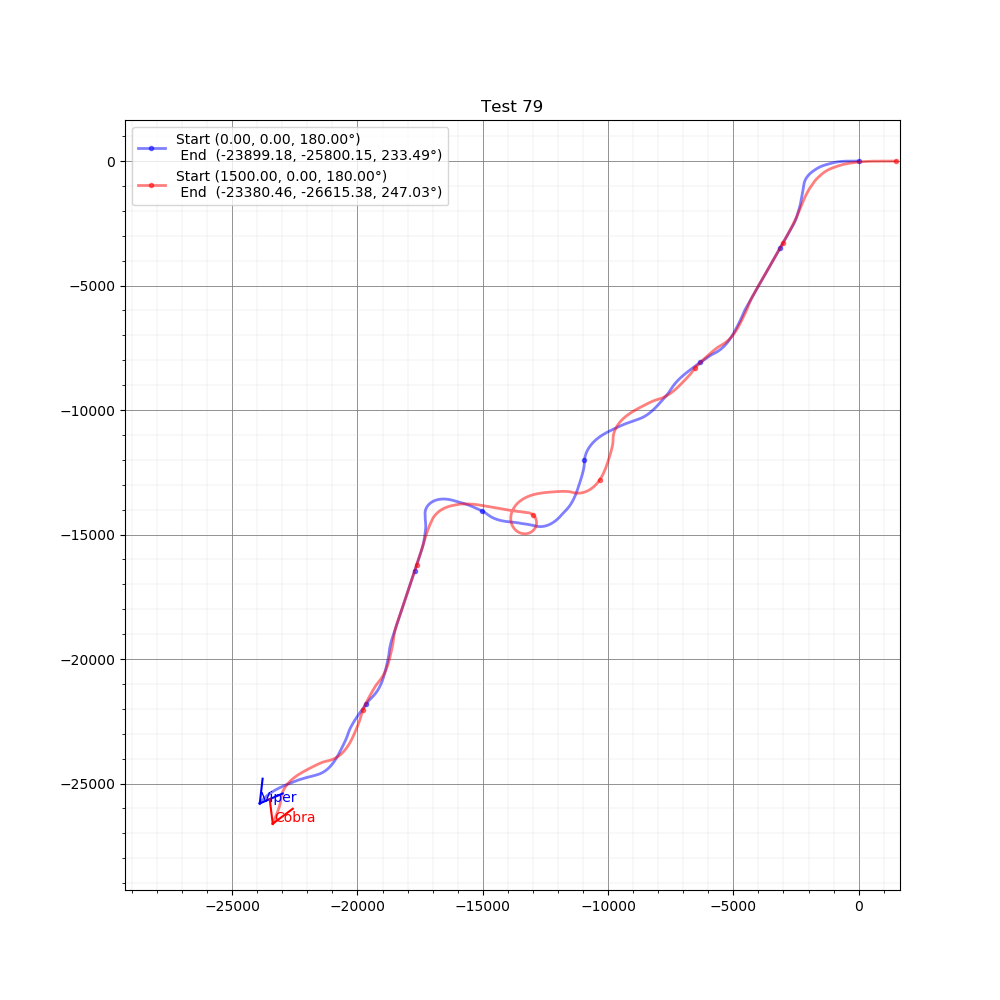 Test 79
Start (0.00, 0.00, 180.00°)
End (-23899.18, -25800.15, 233.49°)
Start (1500.00, 0.00, 180.00°)
End (-23380.46, -26615.38, 247.03°)
0
−5000
−10000
−15000
−20000
−25000
Viper
Cobra
−25000 −20000 −15000 −10000 −5000 0